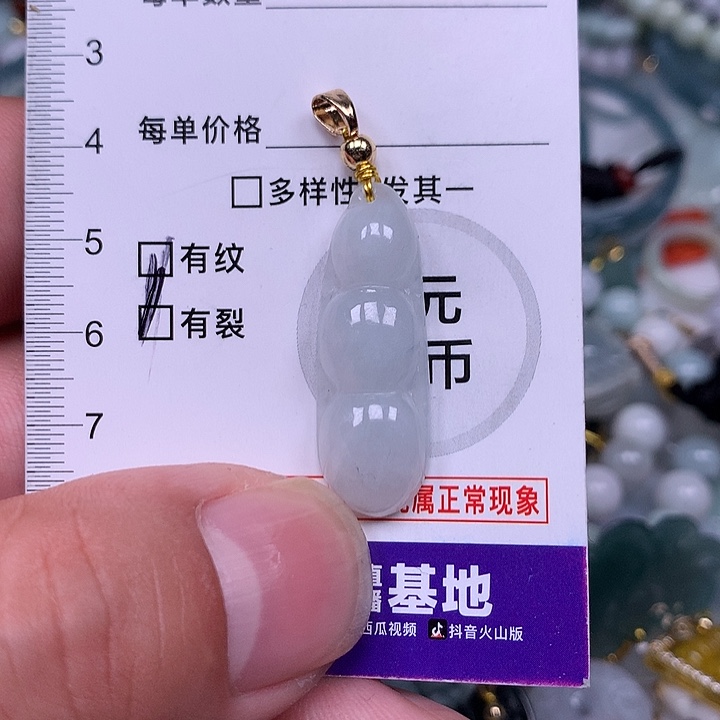 每单数量
3
4
每单价格
多样性 发其一
5
有纹
元
6
有裂
币
7
属正常现象
基地
西瓜视频 抖音火山版